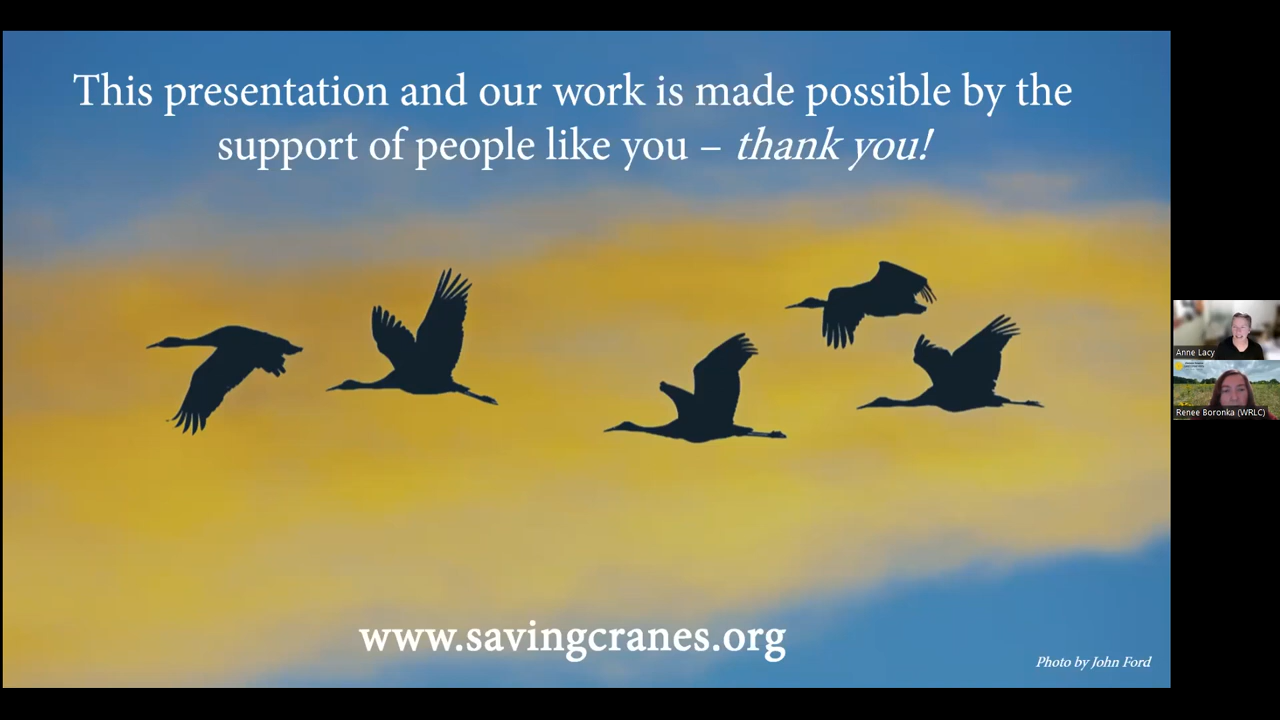 This presentation and our work is made possible by the
support of people like you – thank you!
www.savingcranes.org
Photo by John Ford
Anne Lacy
Renee Boronka (WRLC)